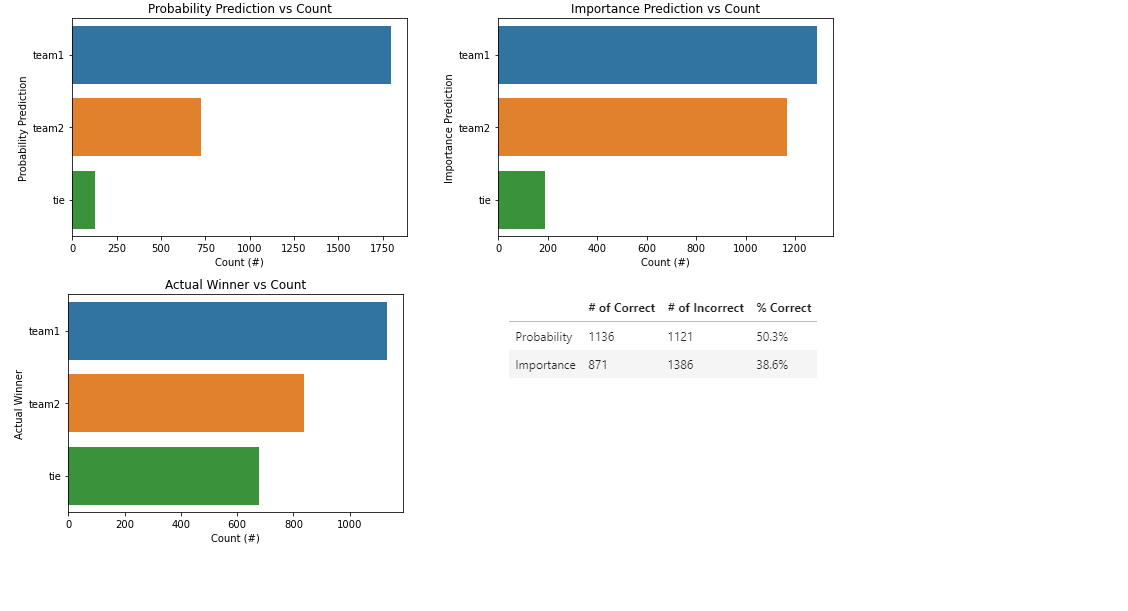 Probability Prediction vs Count
Probability Prediction
team1
team2
tie
0 250 500 750 1000 1250 1500 1750
Count (#)
Importance Prediction vs Count
Importance Prediction
team1
team2
tie
0 200 400 600 800 1000 1200
Count (#)
Actual Winner vs Count
Actual Winner
team1
team2
tie
0 200 400 600 800 1000
Count (#)
# of Correct # of Incorrect % Correct
Probability 1136 1121 50.3%
Importance 871 1386 38.6%